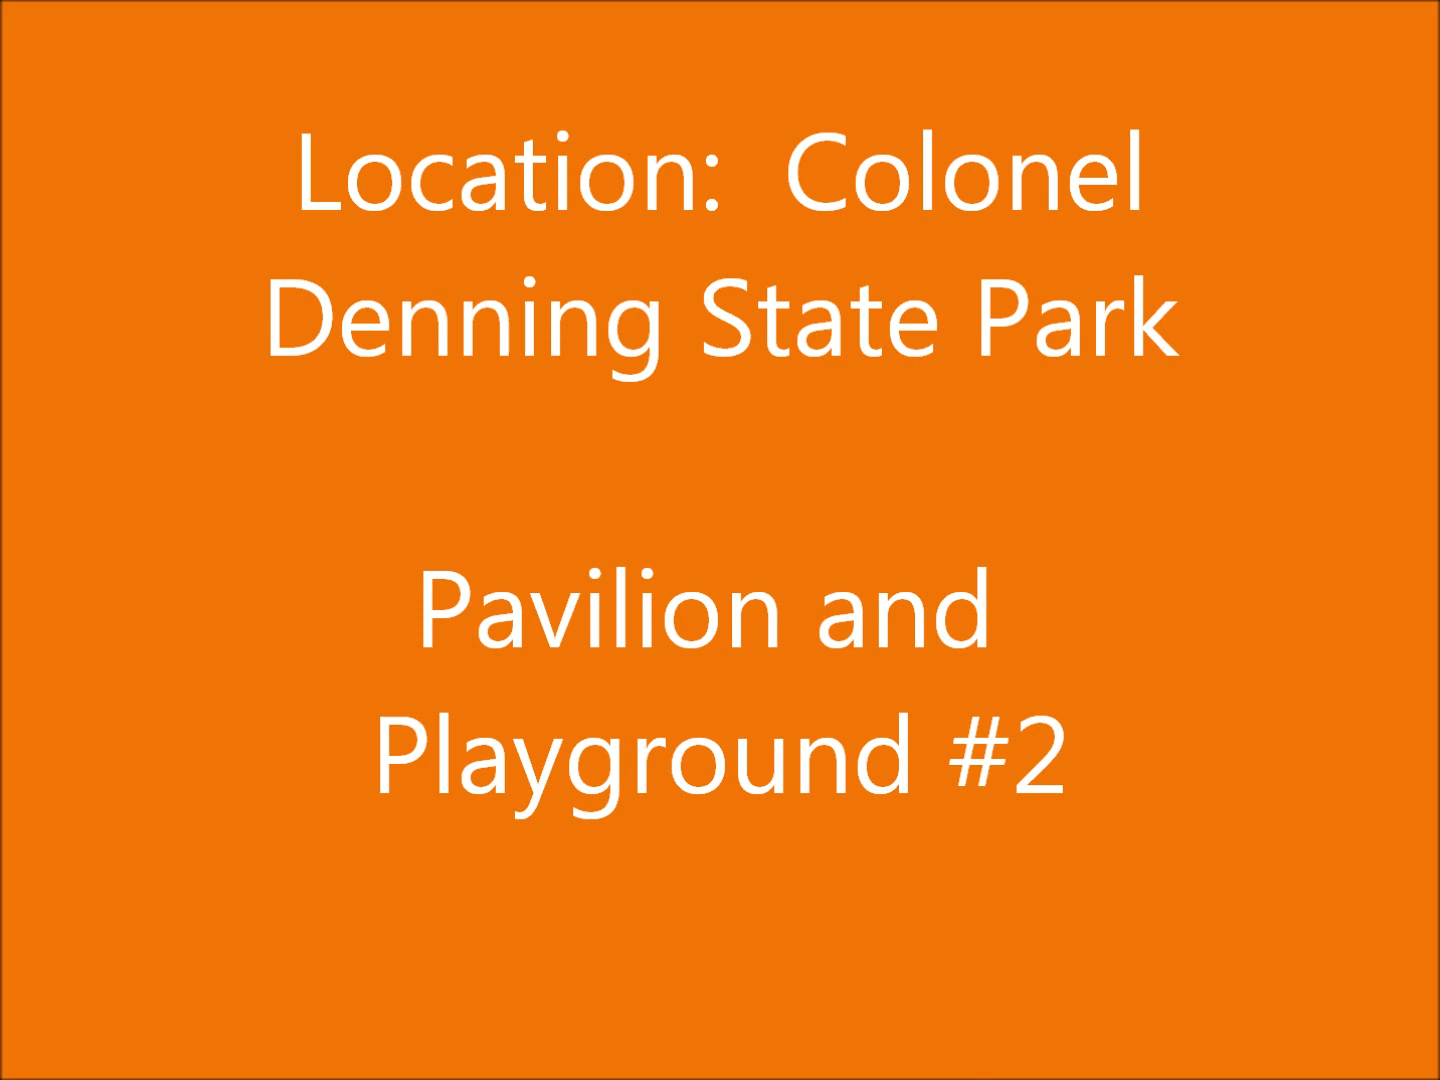 Location:  Colonel
Denning State Park
Pavilion and
Playground #2